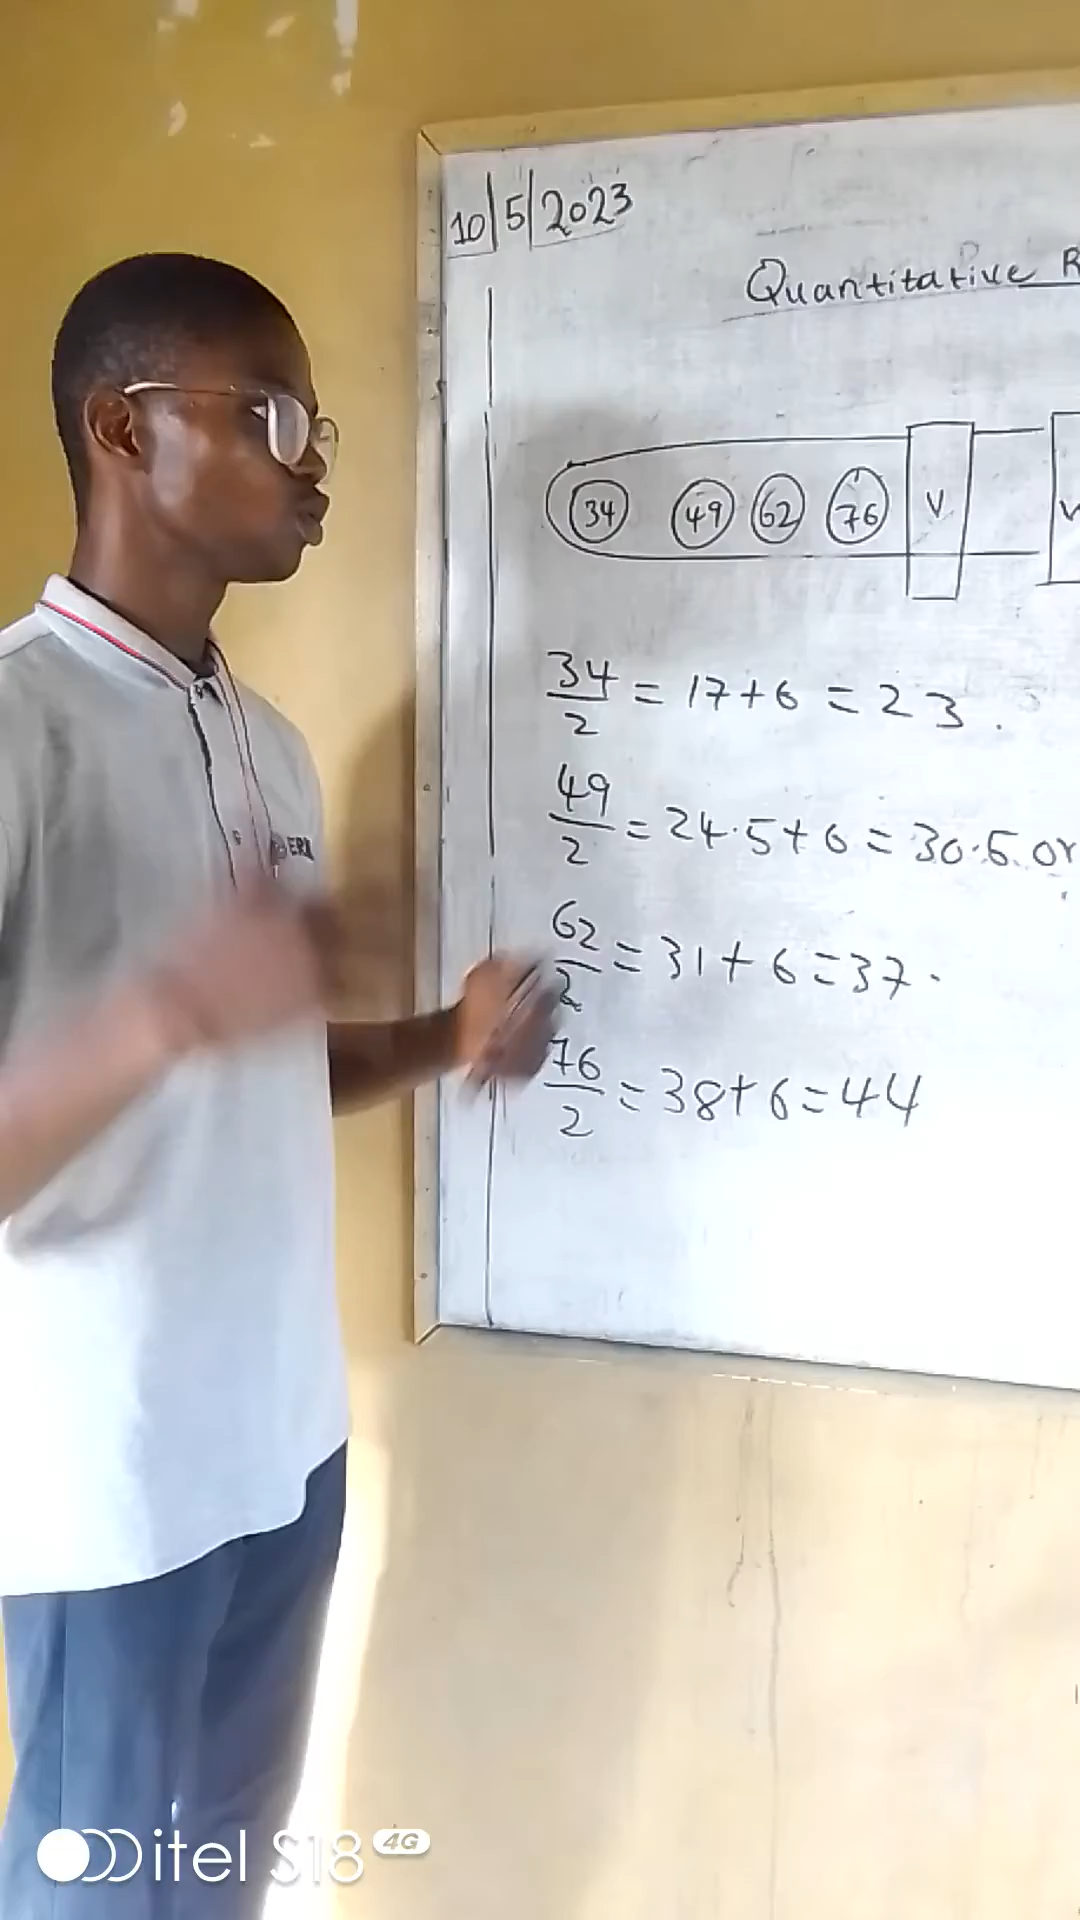 10|5|2023
Quantitative R
34 49 62 76 V
34/2 = 17+6 = 23.
49/2 = 24.5+6 = 30.5 or
62/2 = 31+6=37.
76/2 = 38+6=44
itel S18 4G